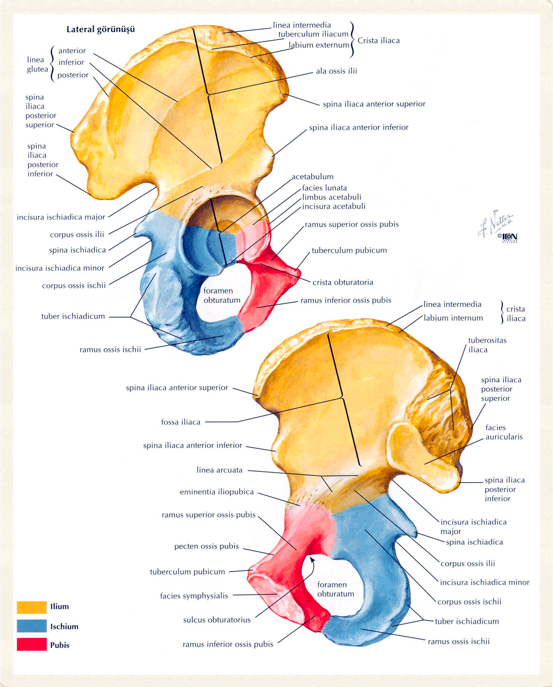 Lateral görünüşü
linea intermedia
tuberculum iliacum
labium externum
Crista iliaca
linea
glutea
anterior
inferior
posterior
ala ossis ilii
spina
iliaca
posterior
superior
spina iliaca anterior superior
spina iliaca anterior inferior
spina
iliaca
posterior
inferior
acetabulum
facies lunata
limbus acetabuli
incisura acetabuli
incisura ischiadica major
corpus ossis ilii
ramus superior ossis pubis
spina ischiadica
tuberculum pubicum
incisura ischiadica minor
corpus ossis ischii
crista obturatoria
foramen
obturatum
ramus inferior ossis pubis
tuber ischiadicum
ramus ossis ischii
linea intermedia
labium internum
crista
iliaca
tuberositas
iliaca
spina iliaca anterior superior
spina iliaca
posterior
superior
fossa iliaca
facies
auricularis
spina iliaca anterior inferior
linea arcuata
spina iliaca
posterior
inferior
eminentia iliopubica
ramus superior ossis pubis
incisura ischiadica
major
spina ischiadica
pecten ossis pubis
corpus ossis ilii
tuberculum pubicum
incisura ischiadica minor
foramen
obturatum
facies symphysialis
corpus ossis ischii
sulcus obturatorius
tuber ischiadicum
ramus inferior ossis pubis
ramus ossis ischii
Ilium
Ischium
Pubis